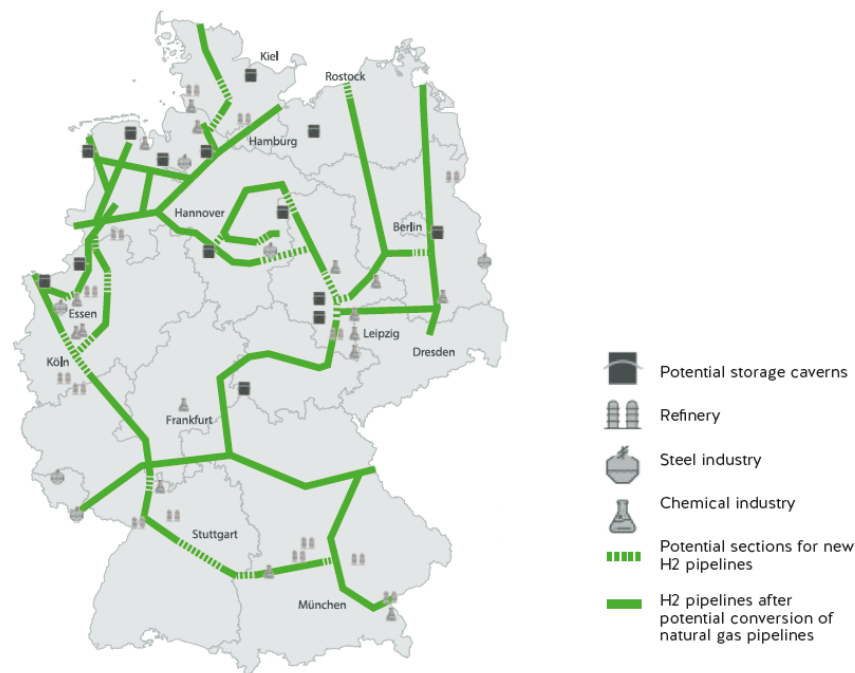 Kiel
Rostock
Hamburg
Hannover
Berlin
Essen
Leipzig
Dresden
Köln
Frankfurt
Stuttgart
München
Potential storage caverns
Refinery
Steel industry
Chemical industry
Potential sections for new
H2 pipelines
H2 pipelines after
potential conversion of
natural gas pipelines